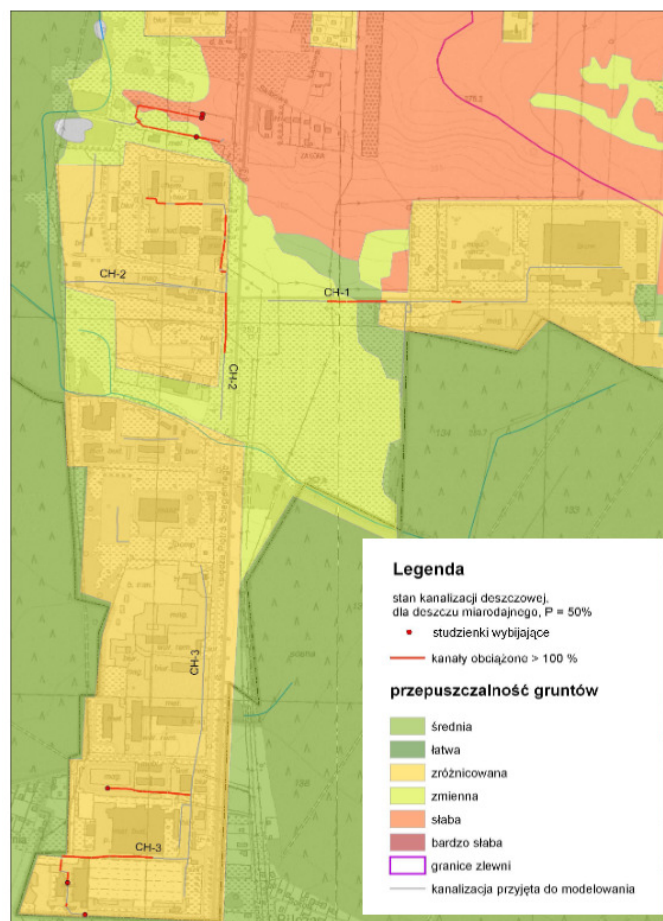 CH-2
CH-1
CH-2
CH-3
CH-3
Legenda
stan kanalizacji deszczowej,
dla deszczu miarodajnego, P = 50%
studzienki wybijające
kanały obciążone > 100 %
przepuszczalność gruntów
średnia
łatwa
zróżnicowana
zmienna
słaba
bardzo słaba
granice zlewni
kanalizacja przyjęta do modelowania